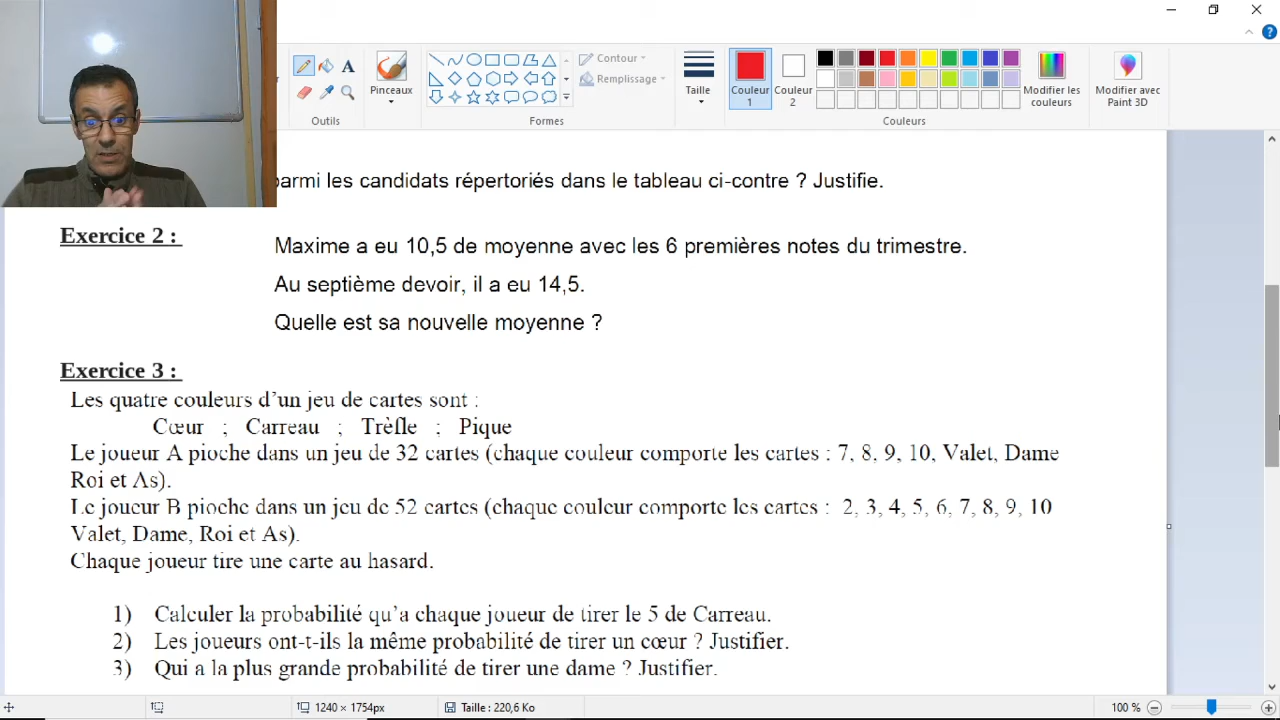 Contour
Remplissage
Pinceaux
Taille
Couleur 1
Couleur 2
Modifier les couleurs
Modifier avec Paint 3D
Outils
Formes
Couleurs
parmi les candidats répertoriés dans le tableau ci-contre ? Justifie.
Exercice 2 :
Maxime a eu 10,5 de moyenne avec les 6 premières notes du trimestre.
Au septième devoir, il a eu 14,5.
Quelle est sa nouvelle moyenne ?
Exercice 3 :
Les quatre couleurs d’un jeu de cartes sont :
Cœur ; Carreau ; Trèfle ; Pique
Le joueur A pioche dans un jeu de 32 cartes (chaque couleur comporte les cartes : 7, 8, 9, 10, Valet, Dame
Roi et As).
Le joueur B pioche dans un jeu de 52 cartes (chaque couleur comporte les cartes : 2, 3, 4, 5, 6, 7, 8, 9, 10
Valet, Dame, Roi et As).
Chaque joueur tire une carte au hasard.
1) Calculer la probabilité qu’a chaque joueur de tirer le 5 de Carreau.
2) Les joueurs ont-t-ils la même probabilité de tirer un cœur ? Justifier.
3) Qui a la plus grande probabilité de tirer une dame ? Justifier.
1240 × 1754px
Taille : 220,6 Ko
100 %